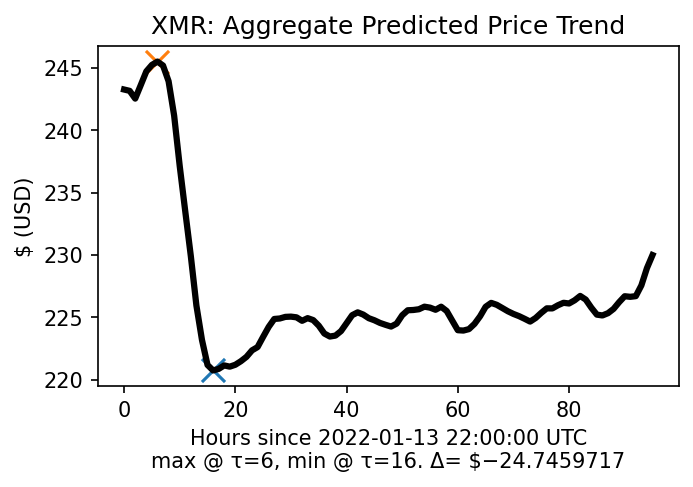 XMR: Aggregate Predicted Price Trend
245
240
235
230
225
220
$ (USD)
0 20 40 60 80
Hours since 2022-01-13 22:00:00 UTC
max @ τ=6, min @ τ=16. Δ= $−24.7459717